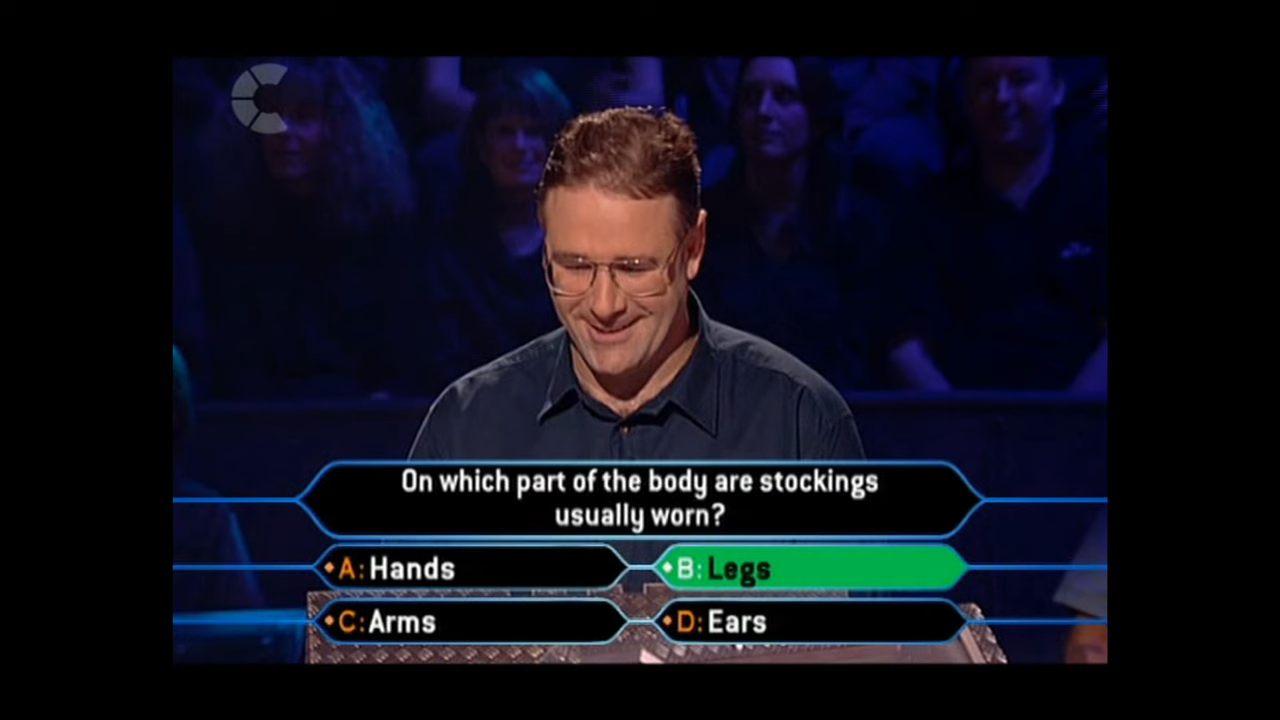 On which part of the body are stockings
usually worn?
A: Hands
B: Legs
C: Arms
D: Ears